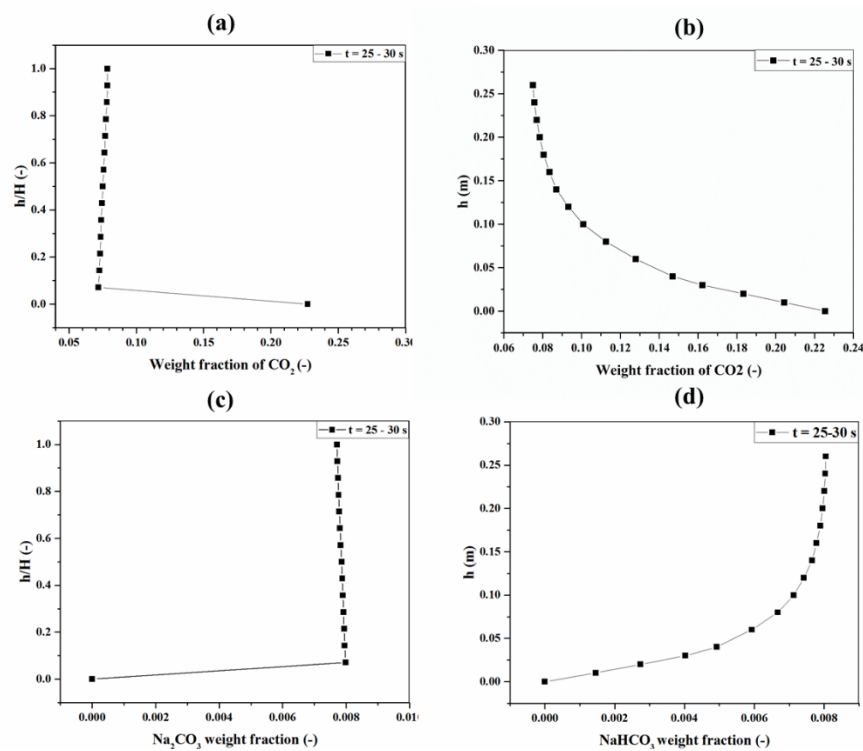 (a)
t = 25 - 30 s
1.0
0.8
0.6
0.4
0.2
0.0
h/H (-)
0.05 0.10 0.15 0.20 0.25 0.30
Weight fraction of CO₂ (-)
(b)
t = 25 - 30 s
0.30
0.25
0.20
0.15
0.10
0.05
0.00
h (m)
0.06 0.08 0.10 0.12 0.14 0.16 0.18 0.20 0.22 0.24
Weight fraction of CO2 (-)
(c)
t = 25 - 30 s
1.0
0.8
0.6
0.4
0.2
0.0
h/H (-)
0.000 0.002 0.004 0.006 0.008 0.010
Na₂CO₃ weight fraction (-)
(d)
t = 25-30 s
0.30
0.25
0.20
0.15
0.10
0.05
0.00
h (m)
0.000 0.002 0.004 0.006 0.008
NaHCO₃ weight fraction (-)